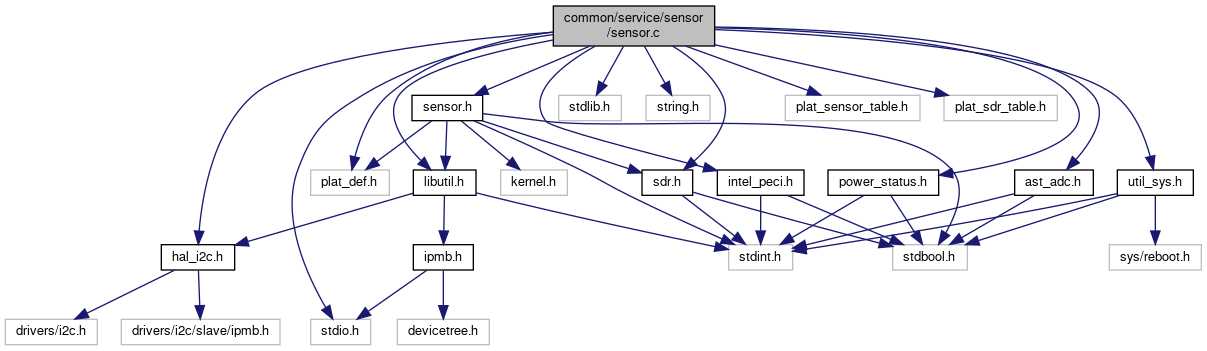 common/service/sensor
/sensor.c
sensor.h
stdlib.h
string.h
plat_sensor_table.h
plat_sdr_table.h
plat_def.h
libutil.h
kernel.h
sdr.h
intel_peci.h
power_status.h
ast_adc.h
util_sys.h
hal_i2c.h
ipmb.h
stdint.h
stdbool.h
sys/reboot.h
drivers/i2c.h
drivers/i2c/slave/ipmb.h
stdio.h
devicetree.h